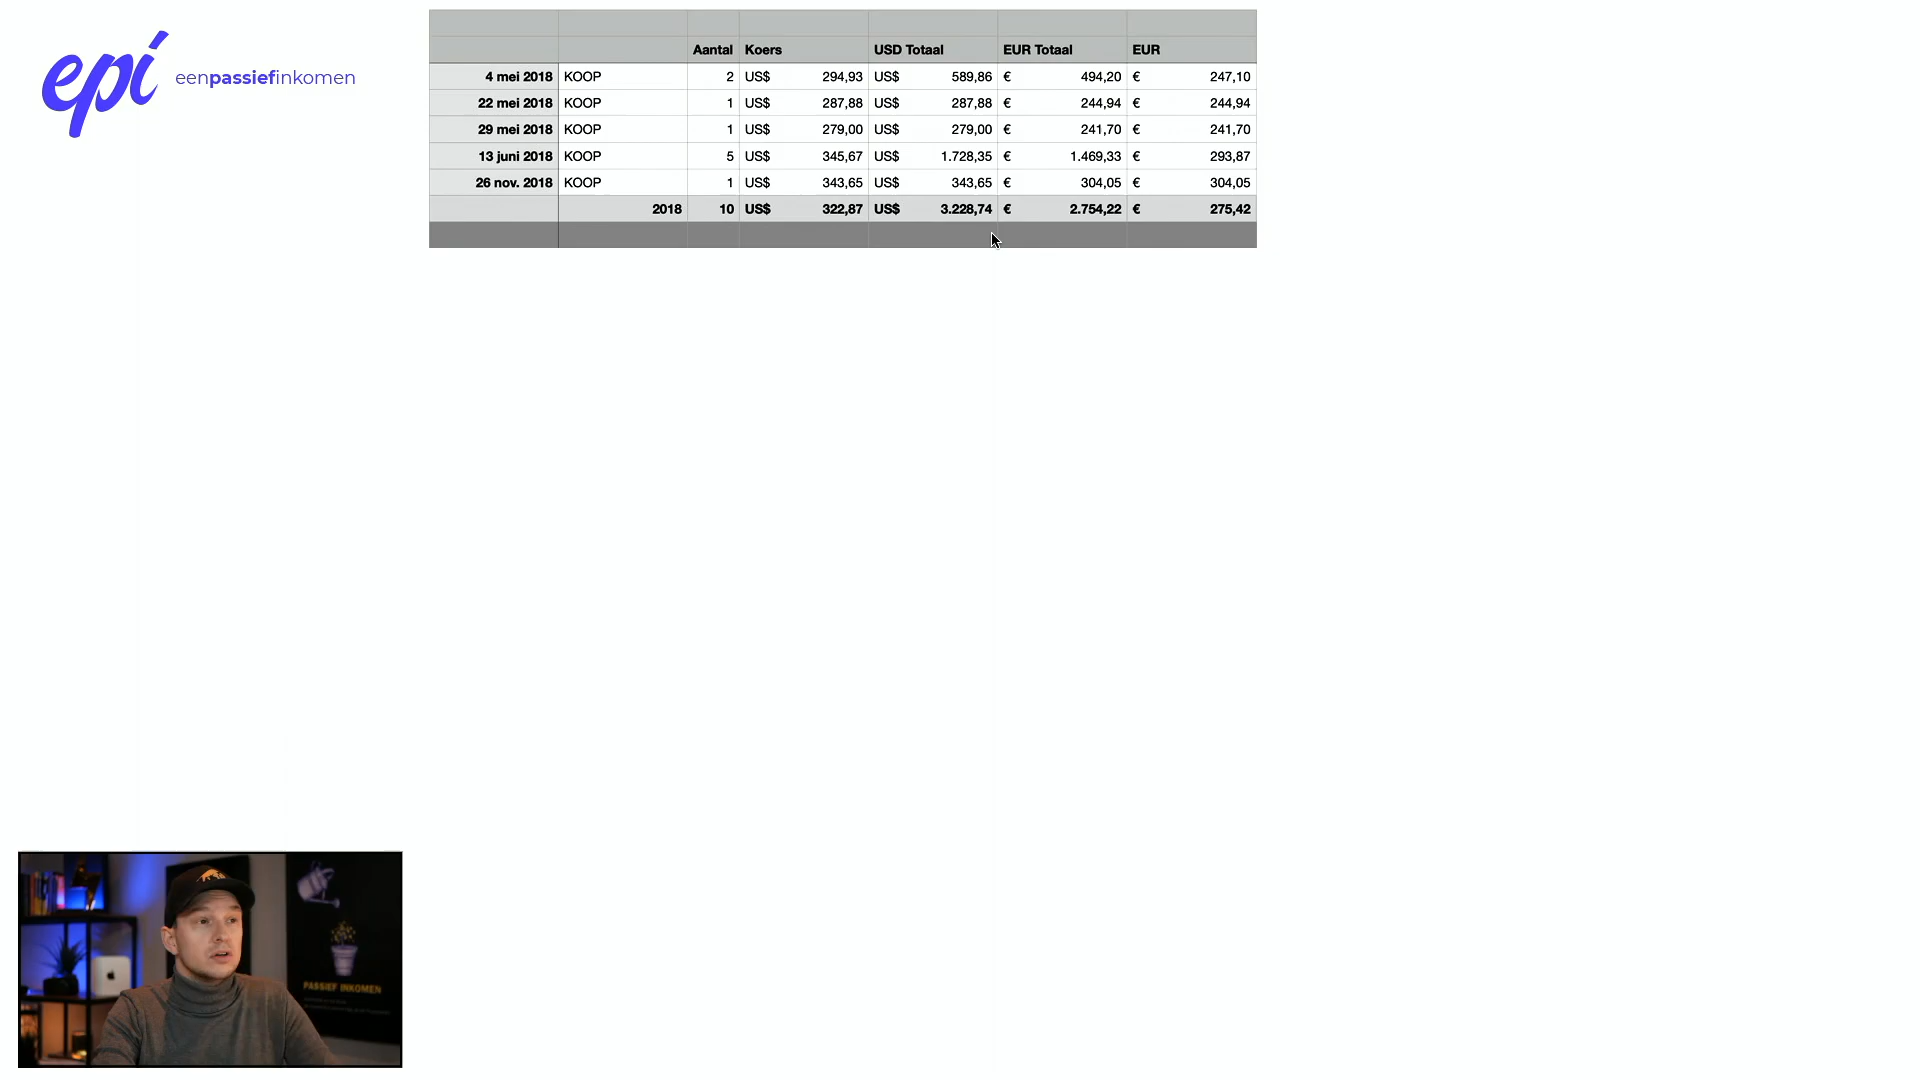 epi eenpassiefinkomen
Aantal Koers USD Totaal EUR Totaal EUR
4 mei 2018 KOOP 2 US$ 294,93 US$ 589,86 € 494,20 € 247,10
22 mei 2018 KOOP 1 US$ 287,88 US$ 287,88 € 244,94 € 244,94
29 mei 2018 KOOP 1 US$ 279,00 US$ 279,00 € 241,70 € 241,70
13 juni 2018 KOOP 5 US$ 345,67 US$ 1.728,35 € 1.469,33 € 293,87
26 nov. 2018 KOOP 1 US$ 343,65 US$ 343,65 € 304,05 € 304,05
2018 10 US$ 322,87 US$ 3.228,74 € 2.754,22 € 275,42
PASSIEF INKOMEN